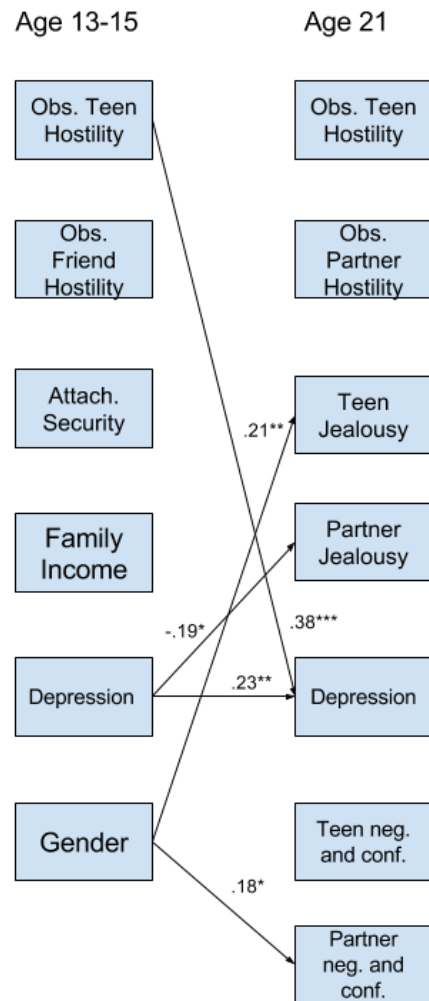 Age 13-15
Age 21
Obs. Teen
Hostility
Obs. Teen
Hostility
Obs.
Friend
Hostility
Obs.
Partner
Hostility
Attach.
Security
Teen
Jealousy
.21**
Family
Income
Partner
Jealousy
-.19*
.38***
Depression
.23**
Depression
Gender
Teen neg.
and conf.
.18*
Partner
neg. and
conf.